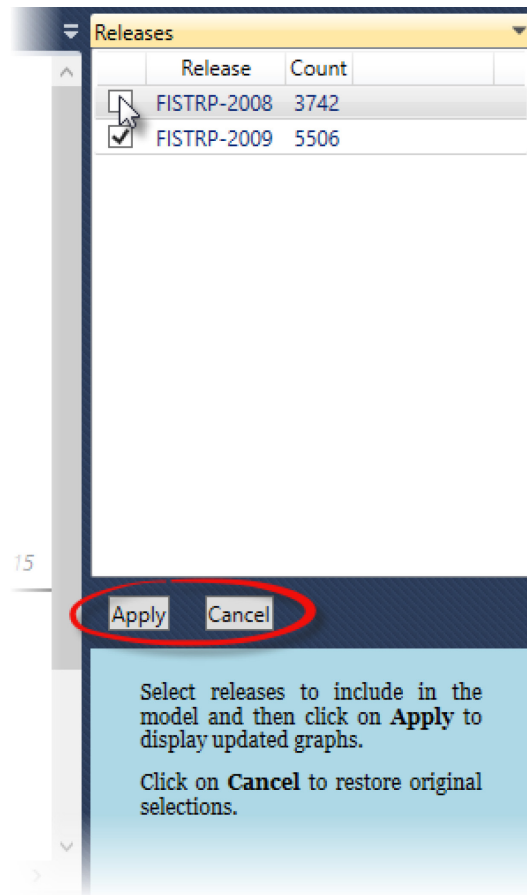 Releases
Release Count
FISTRP-2008 3742
FISTRP-2009 5506
15
Apply Cancel
Select releases to include in the
model and then click on Apply to
display updated graphs.
Click on Cancel to restore original
selections.